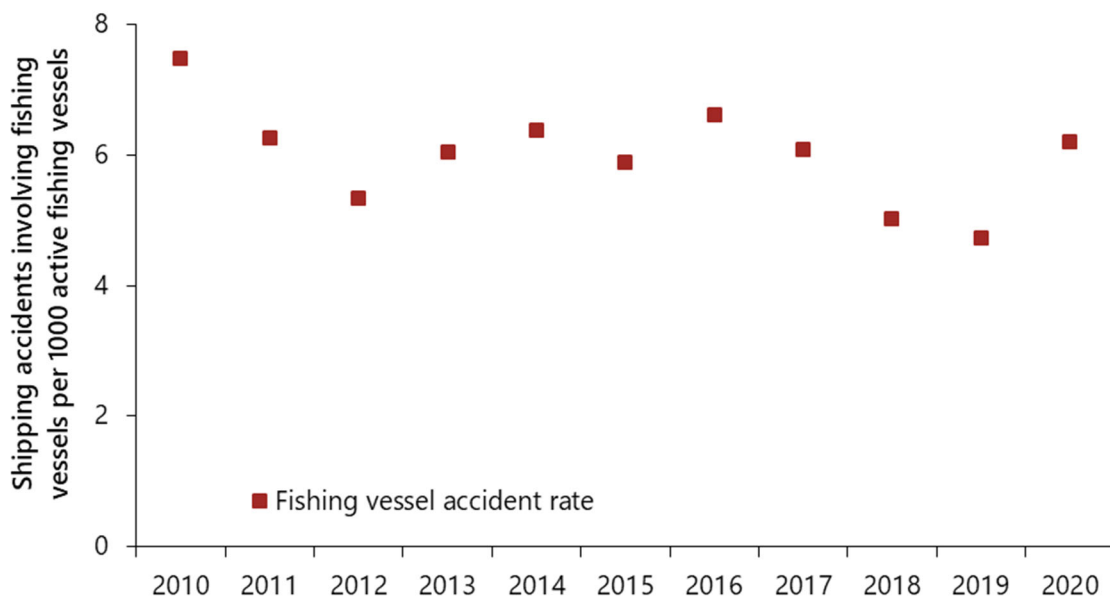 Shipping accidents involving fishing
vessels per 1000 active fishing vessels
8
6
4
2
0
Fishing vessel accident rate
2010 2011 2012 2013 2014 2015 2016 2017 2018 2019 2020